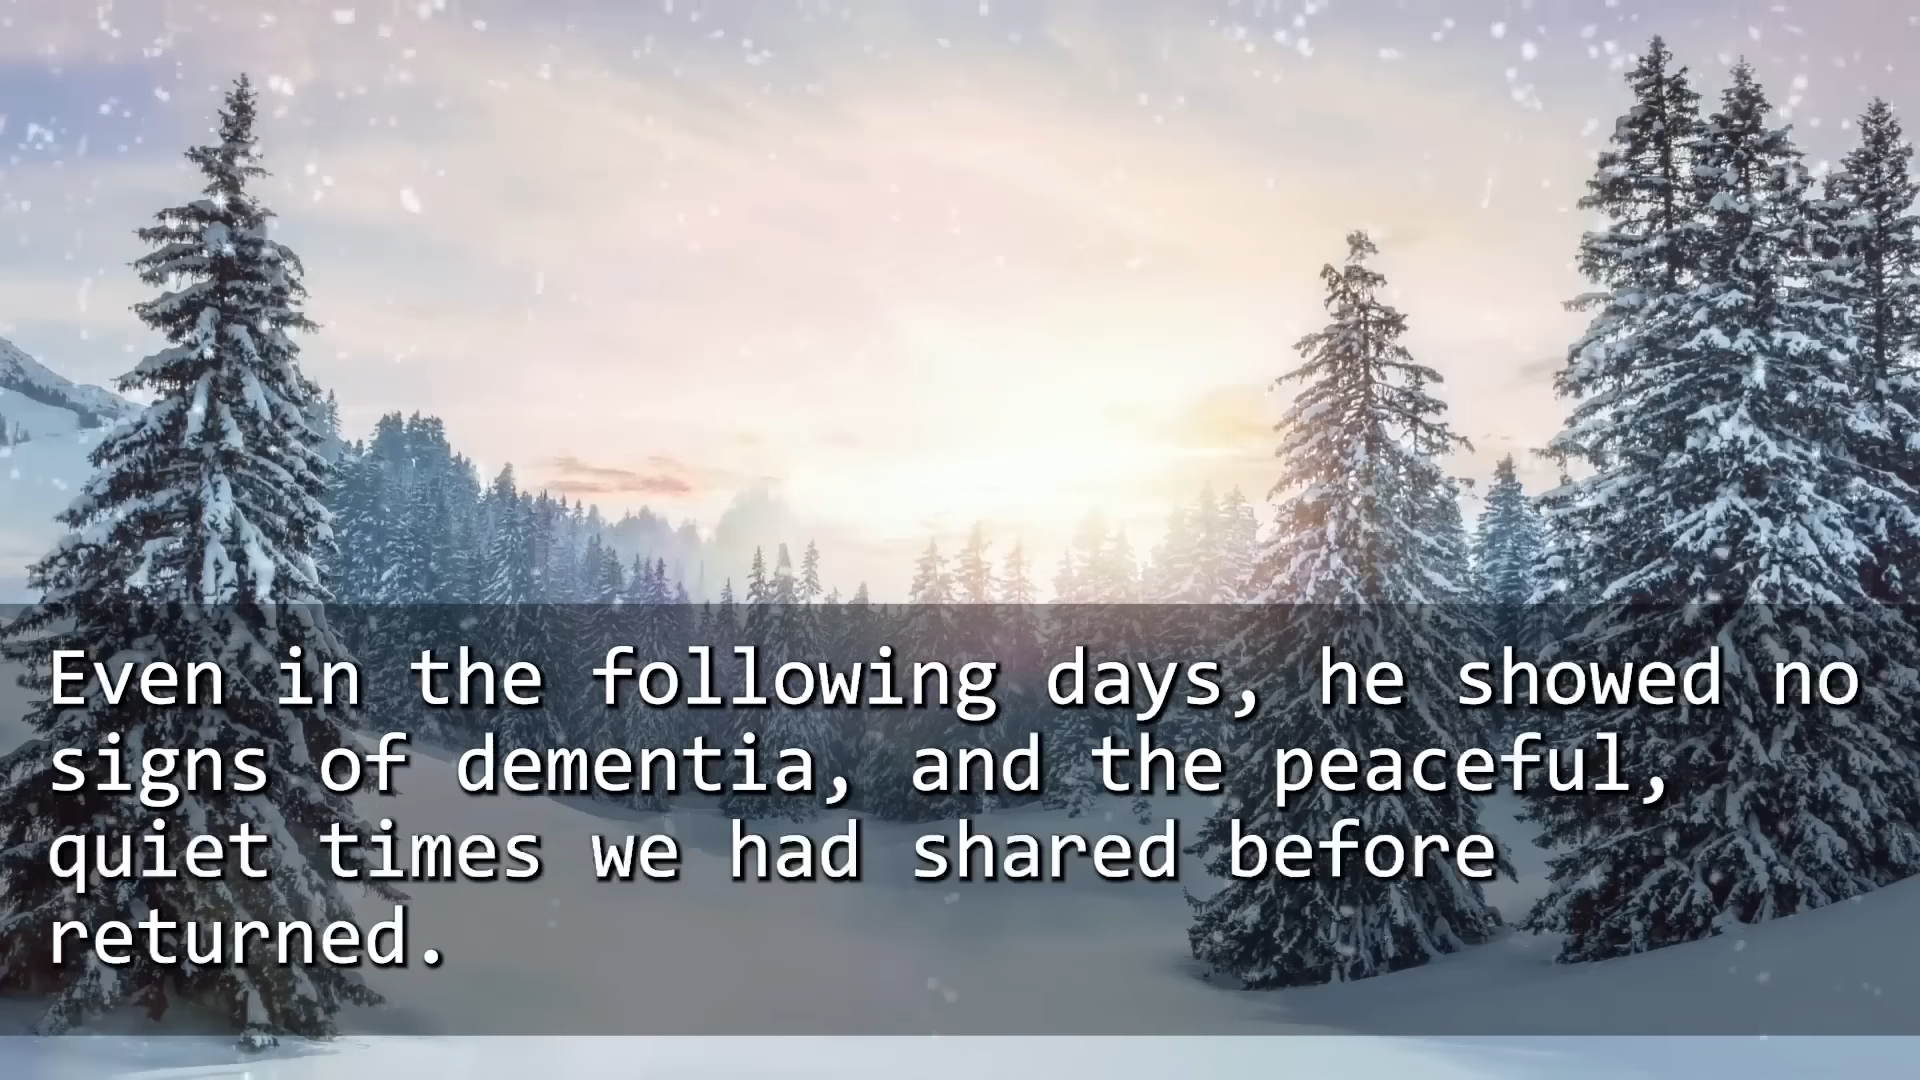 Even in the following days, he showed no
signs of dementia, and the peaceful,
quiet times we had shared before
returned.